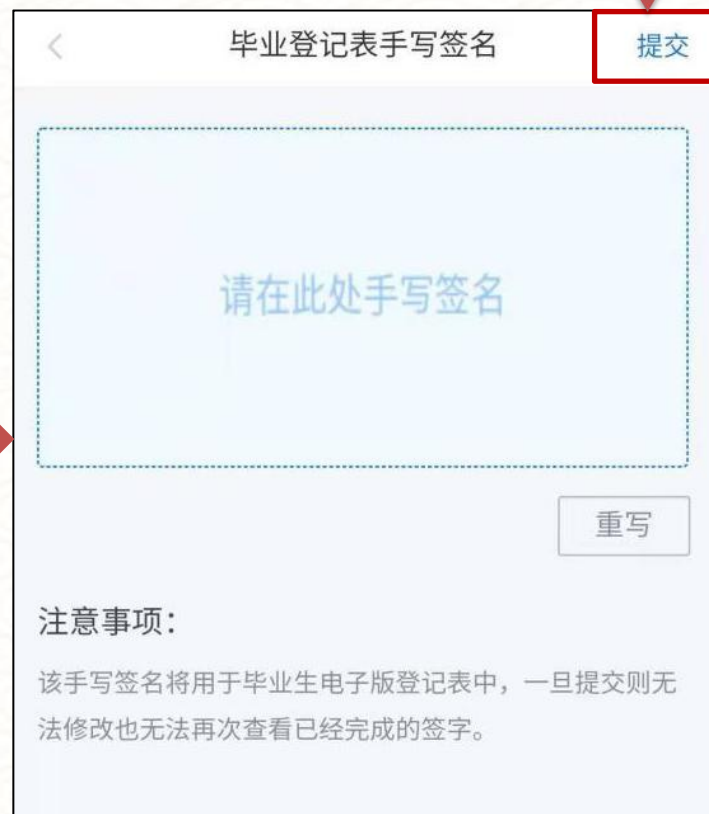 毕业登记表手写签名
提交
请在此处手写签名
重写
注意事项：
该手写签名将用于毕业生电子版登记表中，一旦提交则无
法修改也无法再次查看已经完成的签字。